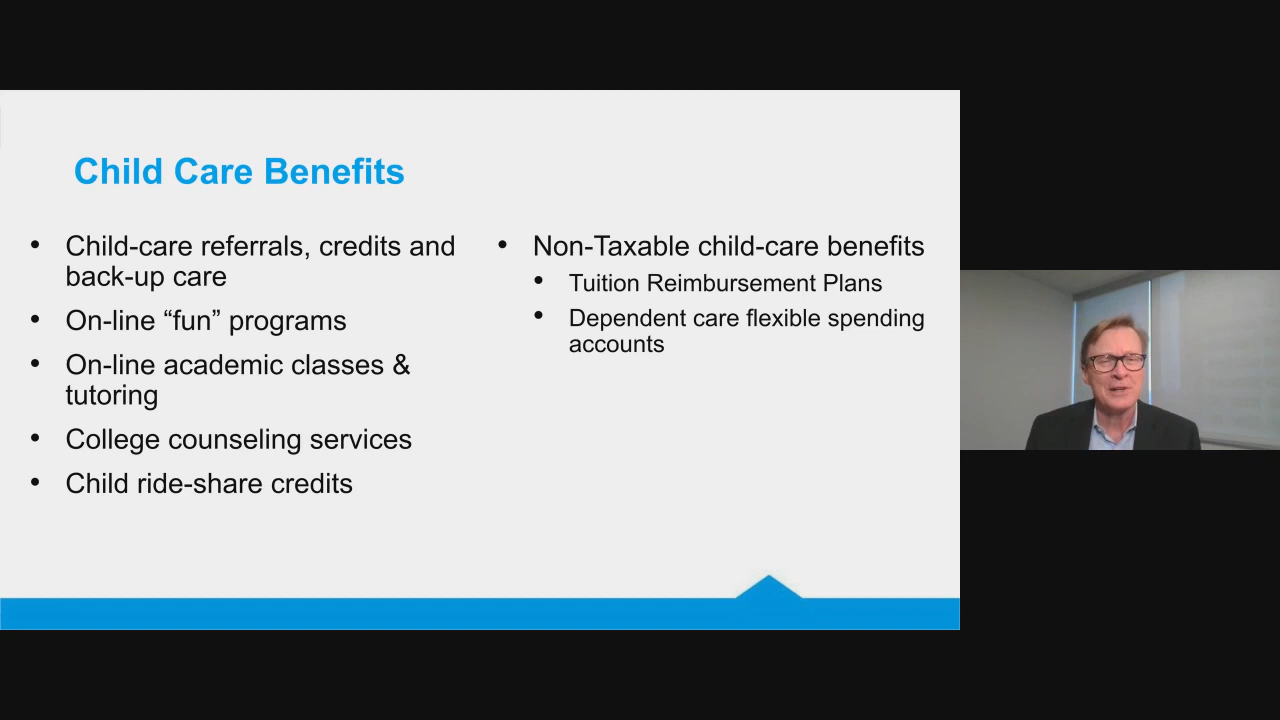 Child Care Benefits
• Child-care referrals, credits and
back-up care
• On-line “fun” programs
• On-line academic classes &
tutoring
• College counseling services
• Child ride-share credits
• Non-Taxable child-care benefits
• Tuition Reimbursement Plans
• Dependent care flexible spending
accounts